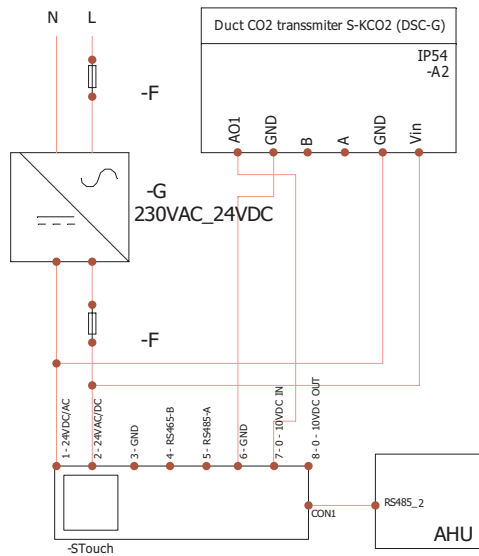 N L
Duct CO2 transsmiter S-KCO2 (DSC-G)
IP54
-A2
-F
AO1
GND
B
A
GND
Vin
-G
230VAC_24VDC
-F
1 - 24VDC/AC
2 - 24VAC/DC
3 - GND
4 - RS465-B
5 - RS485-A
6 - GND
7 - 0 - 10VDC IN
8 - 0 - 10VDC OUT
CON1
RS485_2
AHU
-STouch